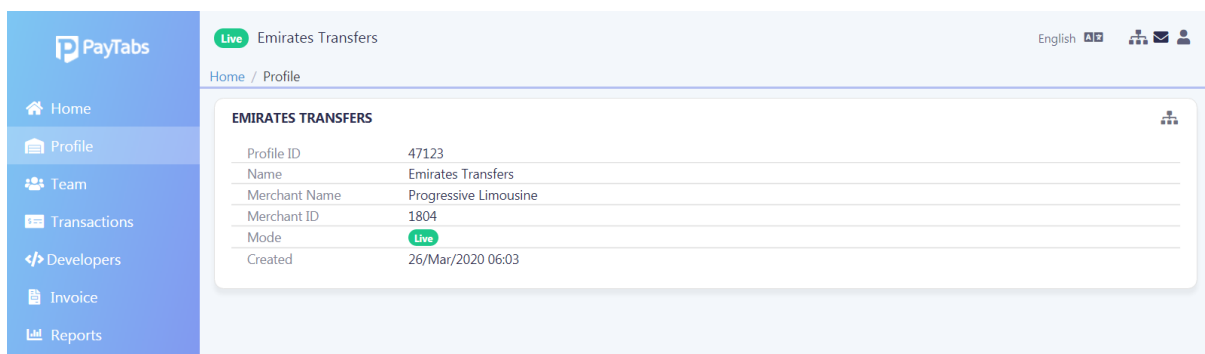 PayTabs
Live Emirates Transfers
English
Home / Profile
Home
Profile
Team
Transactions
Developers
Invoice
Reports
EMIRATES TRANSFERS
Profile ID 47123
Name Emirates Transfers
Merchant Name Progressive Limousine
Merchant ID 1804
Mode Live
Created 26/Mar/2020 06:03